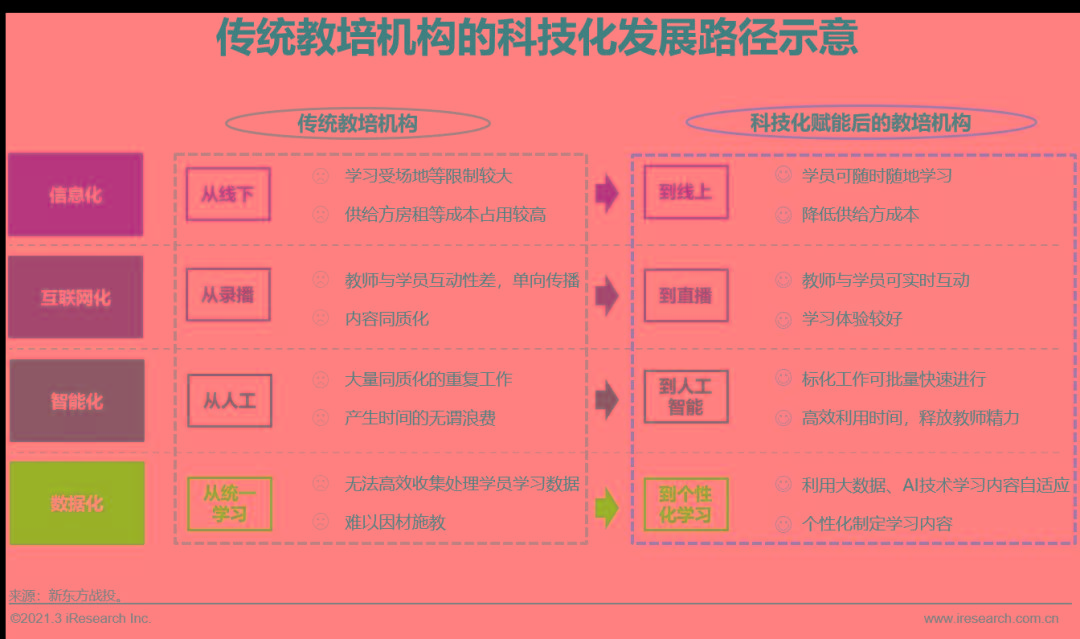 传统教培机构的科技化发展路径示意
传统教培机构
科技化赋能后的教培机构
信息化
从线下
学习受场地等限制较大
供给方房租等成本占用较高
到线上
学员可随时随地学习
降低供给方成本
互联网化
从录播
教师与学员互动性差，单向传播
内容同质化
到直播
教师与学员可实时互动
学习体验较好
智能化
从人工
大量同质化的重复工作
产生时间的无谓浪费
到人工
智能
标化工作可批量快速进行
高效利用时间，释放教师精力
数据化
从统一
学习
无法高效收集处理学员学习数据
难以因材施教
到个性
化学习
利用大数据、AI技术学习内容自适应
个性化制定学习内容
来源：新东方战投。
©2021.3 iResearch Inc.
www.iresearch.com.cn